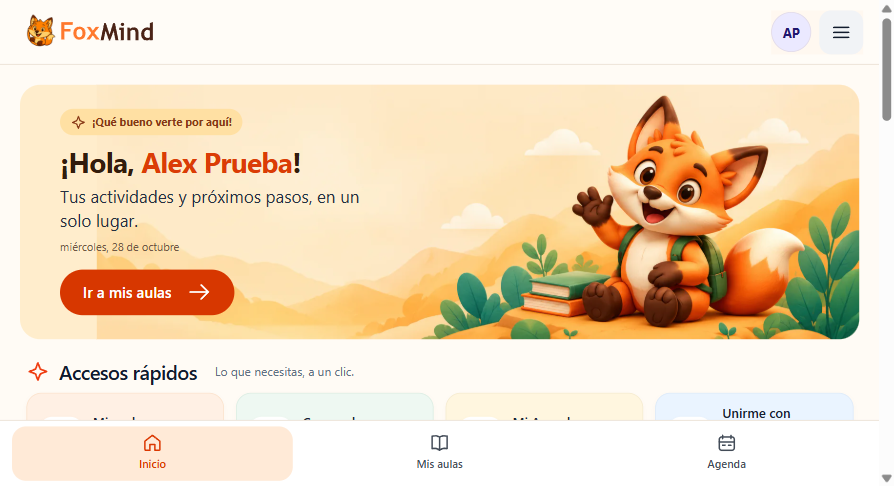 FoxMind
AP
¡Qué bueno verte por aquí!
¡Hola, Alex Prueba!
Tus actividades y próximos pasos, en un
solo lugar.
miércoles, 28 de octubre
Ir a mis aulas
Accesos rápidos
Lo que necesitas, a un clic.
Unirme con
Inicio
Mis aulas
Agenda